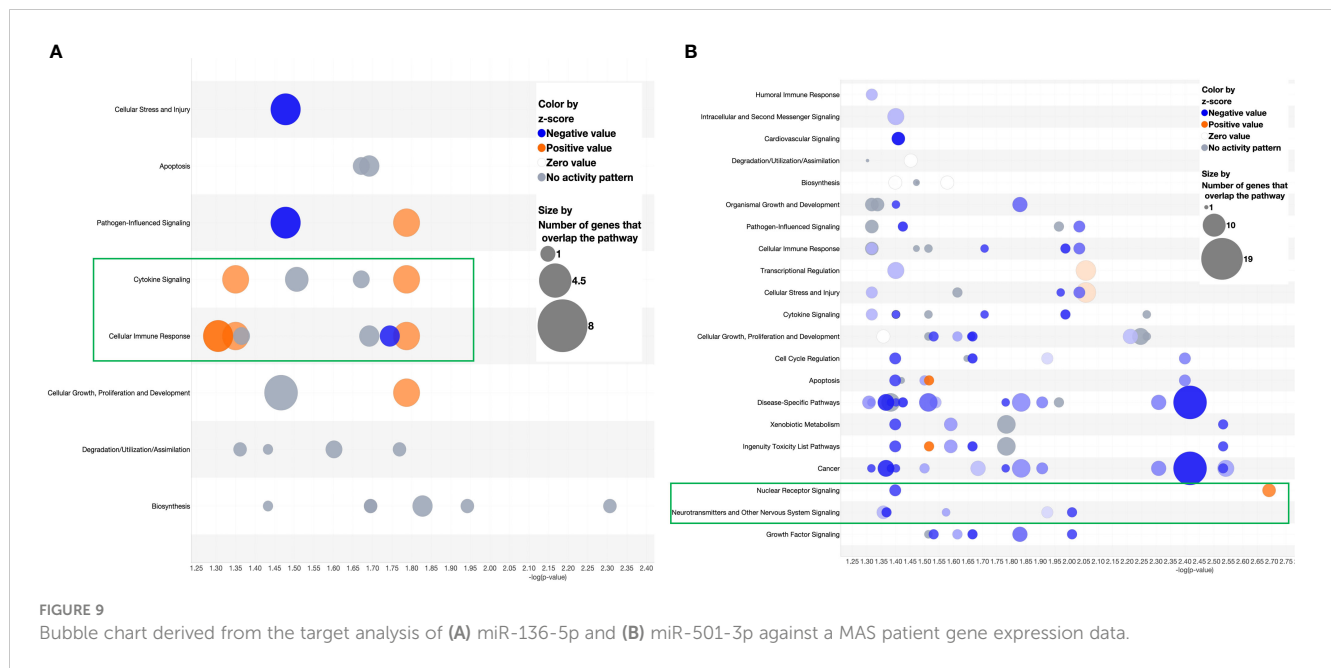 A
Cellular Stress and Injury
Apoptosis
Pathogen-Influenced Signaling
Cytokine Signaling
Cellular Immune Response
Cellular Growth, Proliferation and Development
Degradation/Utilization/Assimilation
Biosynthesis
Color by
z-score
Negative value
Positive value
Zero value
No activity pattern
Size by
Number of genes that
overlap the pathway
1
4.5
8
1.25 1.30 1.35 1.40 1.45 1.50 1.55 1.60 1.65 1.70 1.75 1.80 1.85 1.90 1.95 2.00 2.05 2.10 2.15 2.20 2.25 2.30 2.35 2.40
-log(p-value)
B
Humoral Immune Response
Intracellular and Second Messenger Signaling
Cardiovascular Signaling
Degradation/Utilization/Assimilation
Biosynthesis
Organismal Growth and Development
Pathogen-Influenced Signaling
Cellular Immune Response
Transcriptional Regulation
Cellular Stress and Injury
Cytokine Signaling
Cellular Growth, Proliferation and Development
Cell Cycle Regulation
Apoptosis
Disease-Specific Pathways
Xenobiotic Metabolism
Ingenuity Toxicity List Pathways
Cancer
Nuclear Receptor Signaling
Neurotransmitters and Other Nervous System Signaling
Growth Factor Signaling
Color by
z-score
Negative value
Positive value
Zero value
No activity pattern
Size by
Number of genes that
overlap the pathway
1
10
19
1.25 1.30 1.35 1.40 1.45 1.50 1.55 1.60 1.65 1.70 1.75 1.80 1.85 1.90 1.95 2.00 2.05 2.10 2.15 2.20 2.25 2.30 2.35 2.40 2.45 2.50 2.55 2.60 2.65 2.70 2.75
-log(p-value)
FIGURE 9
Bubble chart derived from the target analysis of (A) miR-136-5p and (B) miR-501-3p against a MAS patient gene expression data.